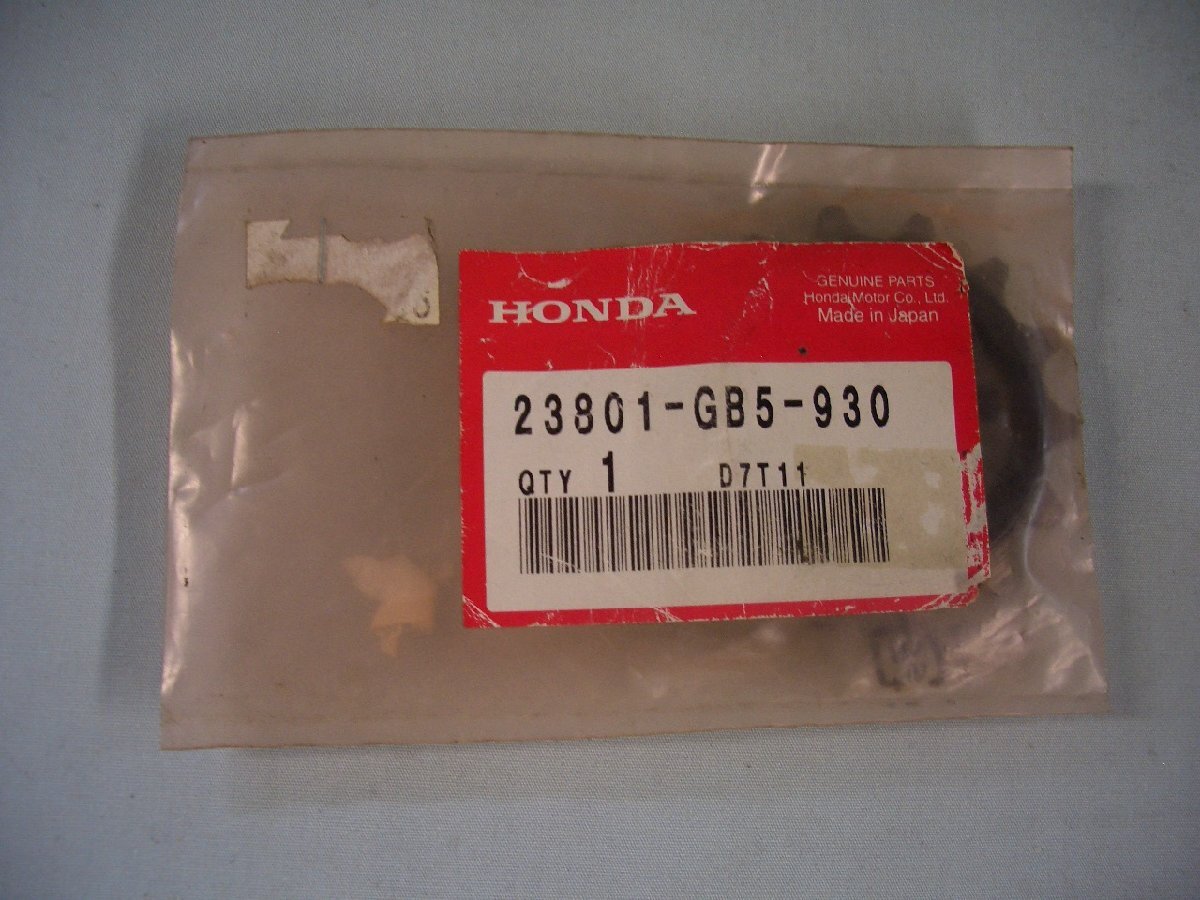 HONDA
GENUINE PARTS
Honda Motor Co., Ltd.
Made in Japan
23801-GB5-930
QTY 1 D7T11